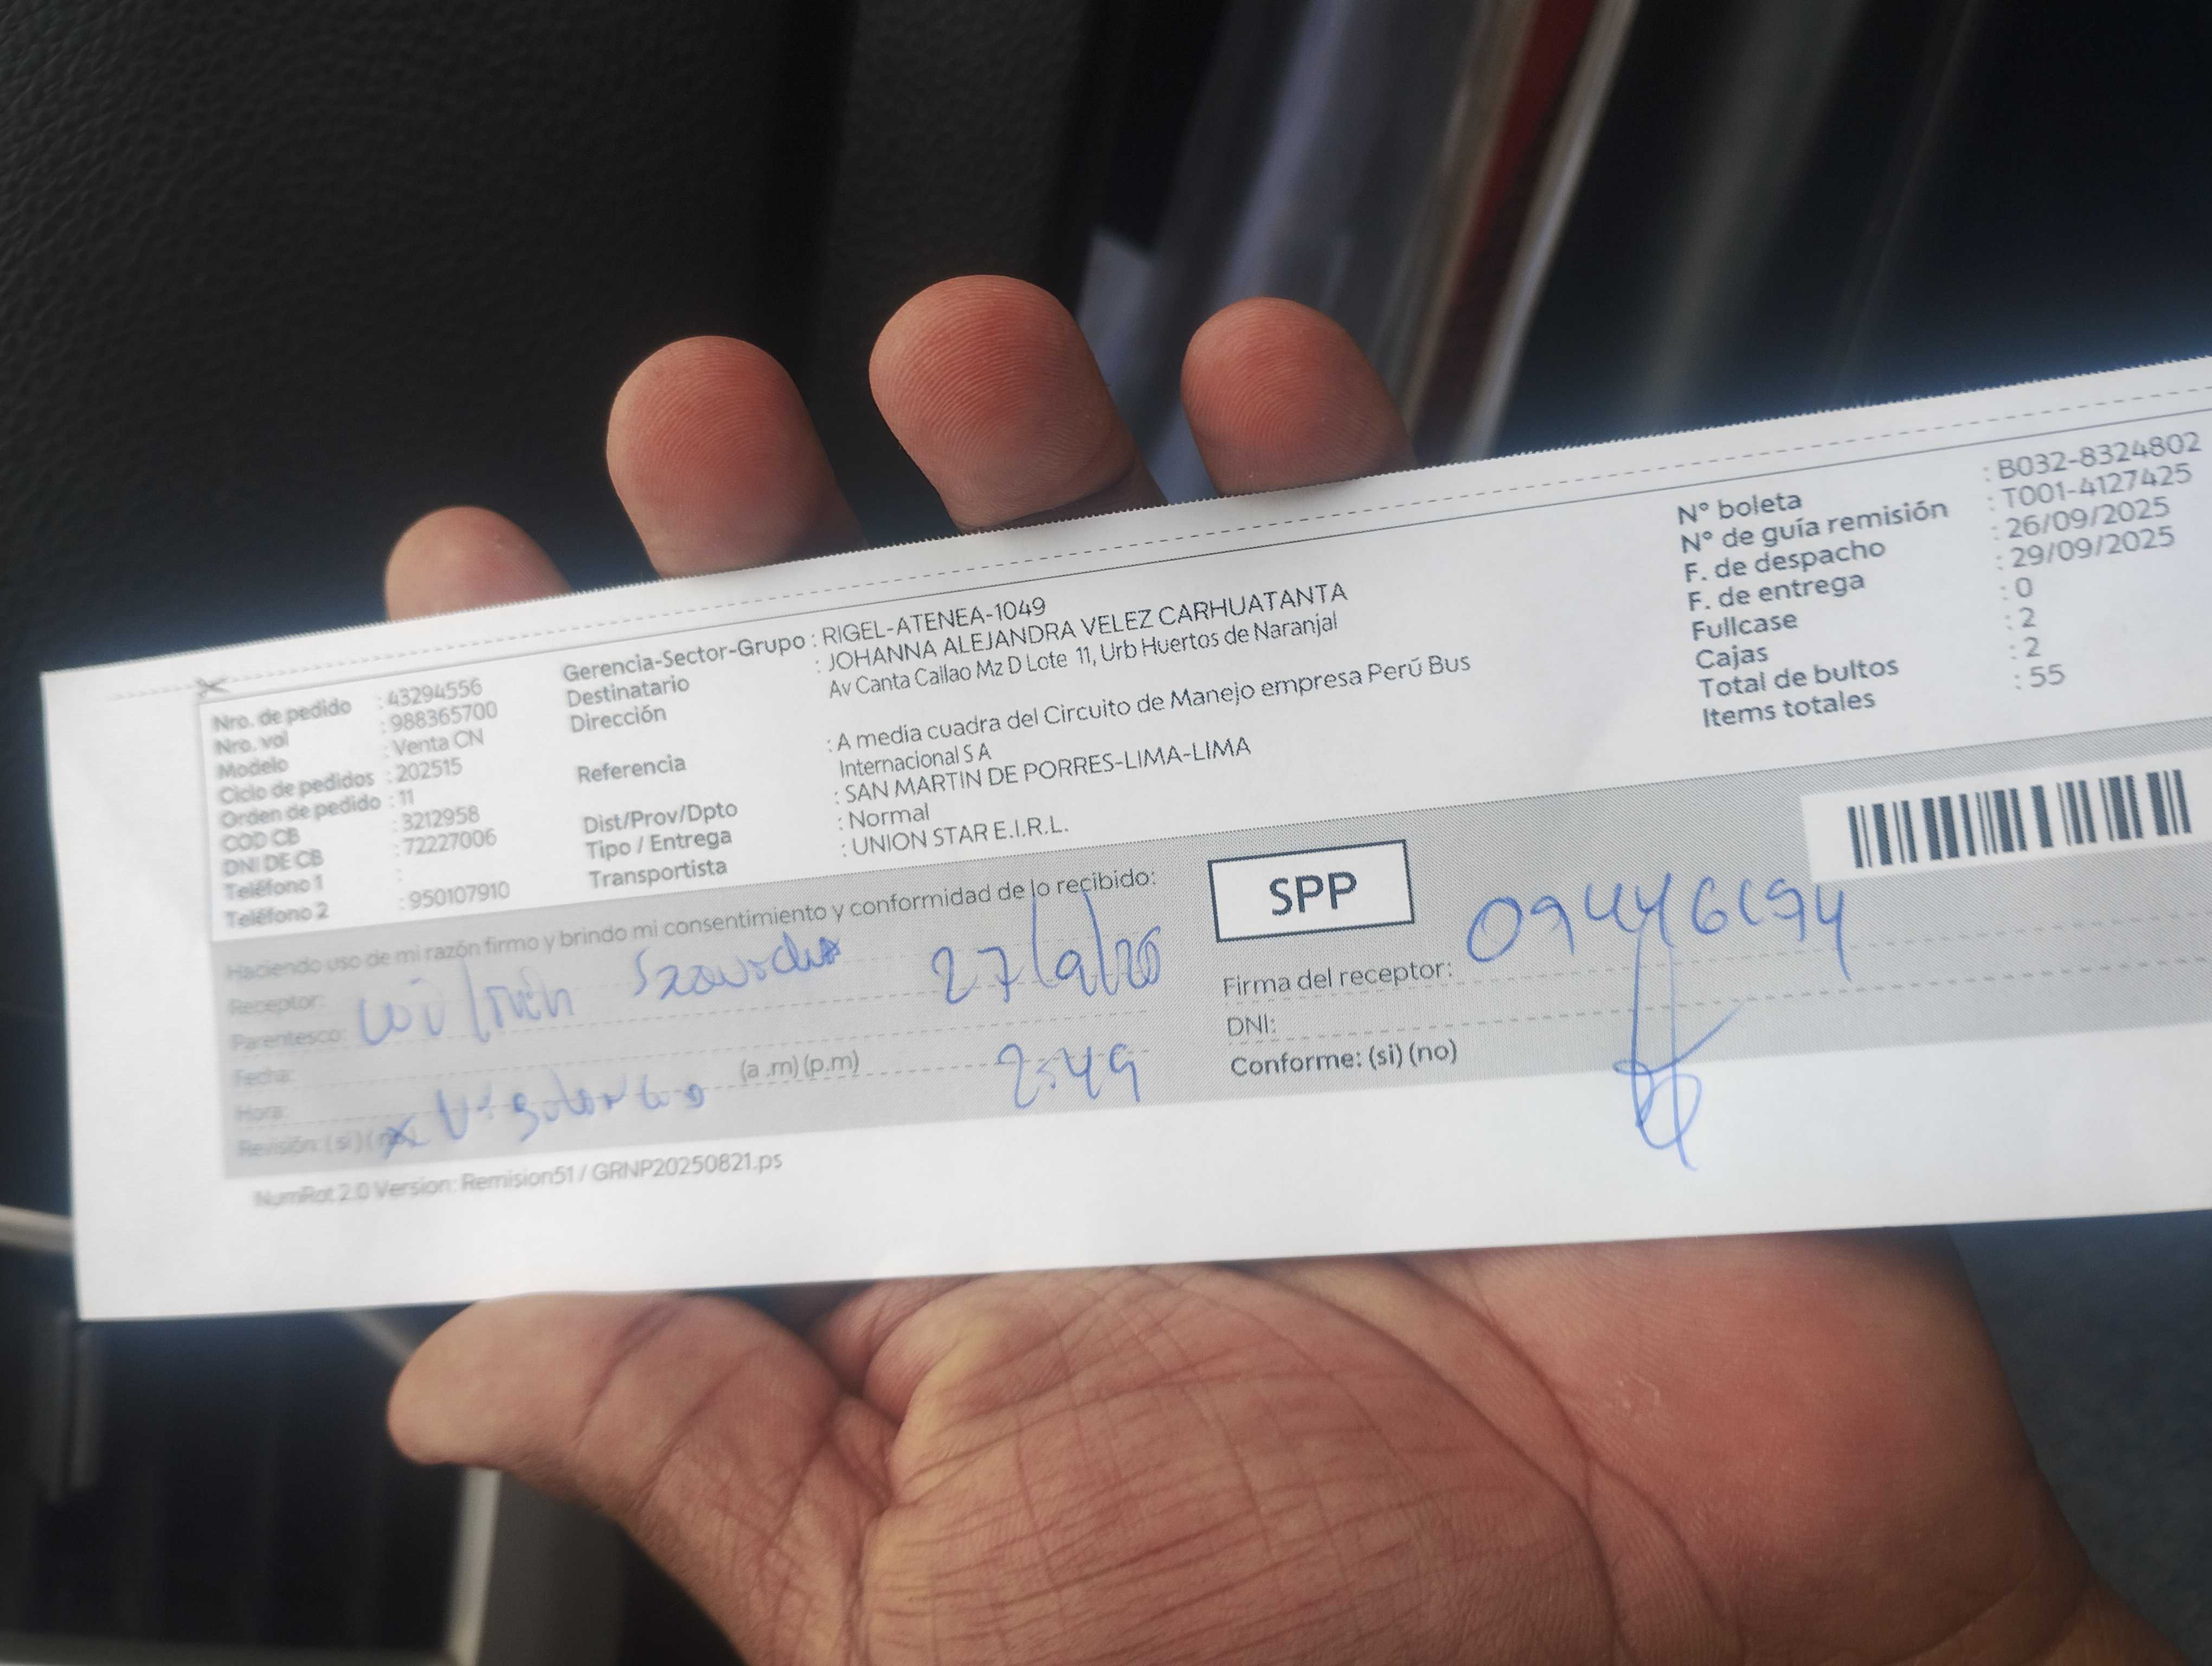 Nro. de pedido : 43294556
Nro. vol : 988365700
Modelo : Venta CN
Ciclo de pedidos : 202515
Orden de pedido : 11
COD CB : 3212958
DNI DE CB : 72227006
Teléfono 1 :
Teléfono 2 : 950107910
Gerencia-Sector-Grupo : RIGEL-ATENEA-1049
Destinatario : JOHANNA ALEJANDRA VELEZ CARHUATANTA
Dirección Av Canta Callao Mz D Lote 11, Urb Huertos de Naranjal
Referencia : A media cuadra del Circuito de Manejo empresa Perú Bus
Internacional S A
Dist/Prov/Dpto : SAN MARTIN DE PORRES-LIMA-LIMA
Tipo / Entrega : Normal
Transportista : UNION STAR E.I.R.L.
N° boleta : B032-8324802
N° de guía remisión : T001-4127425
F. de despacho : 26/09/2025
F. de entrega : 29/09/2025
Fullcase : 0
Cajas : 2
Total de bultos : 2
Items totales : 55
Haciendo uso de mi razón firmo y brindo mi consentimiento y conformidad de lo recibido:
Receptor:
Parentesco:
Fecha:
Hora: (a .m) (p.m) 2:49
Revisión: (si) (no)
SPP
Firma del receptor:
DNI:
Conforme: (si) (no)
NumRot 2.0 Version: Remision51 / GRNP20250821.ps